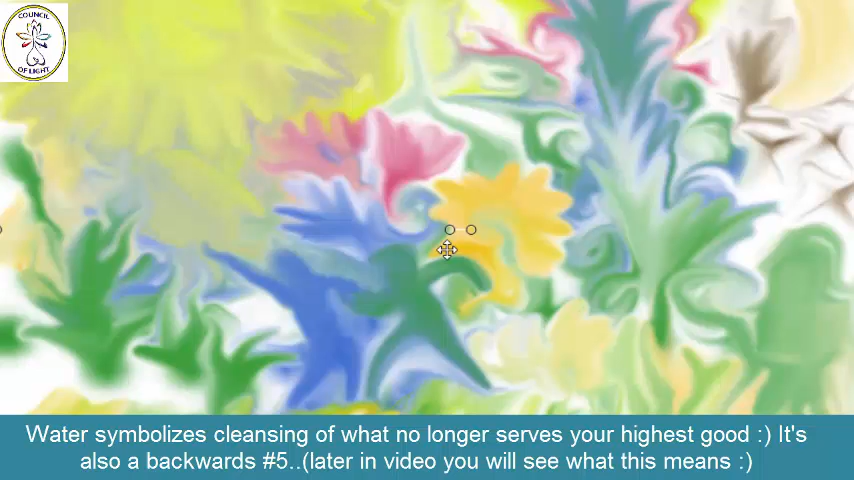 COUNCIL
OF LIGHT
Water symbolizes cleansing of what no longer serves your highest good :) It's
also a backwards #5..(later in video you will see what this means :)